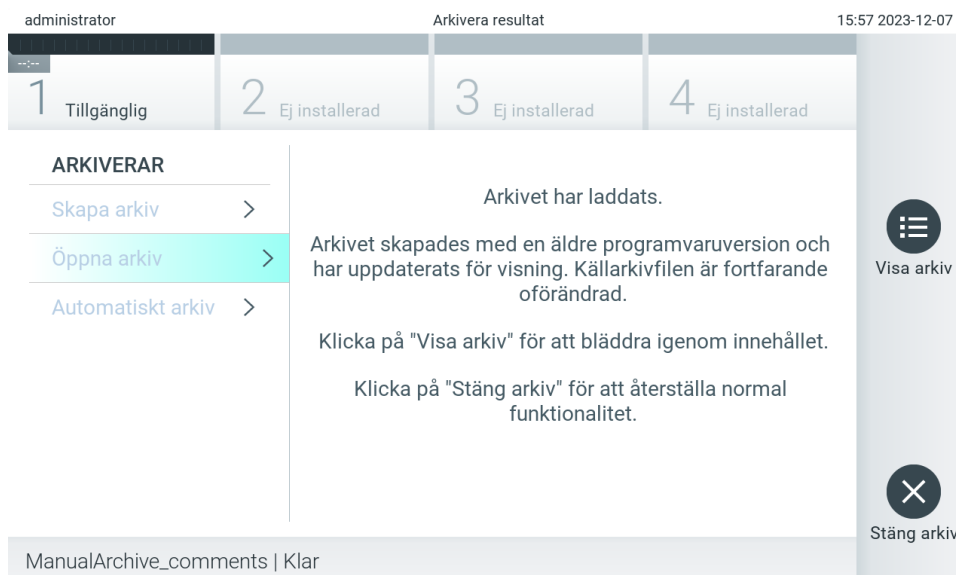 administrator
Arkivera resultat
15:57 2023-12-07
--:--
1 Tillgänglig
2 Ej installerad
3 Ej installerad
4 Ej installerad
ARKIVERAR
Skapa arkiv
Öppna arkiv
Automatiskt arkiv
Arkivet har laddats.
Arkivet skapades med en äldre programvaruversion och
har uppdaterats för visning. Källarkivfilen är fortfarande
oförändrad.
Klicka på "Visa arkiv" för att bläddra igenom innehållet.
Klicka på "Stäng arkiv" för att återställa normal
funktionalitet.
Visa arkiv
Stäng arkiv
ManualArchive_comments | Klar